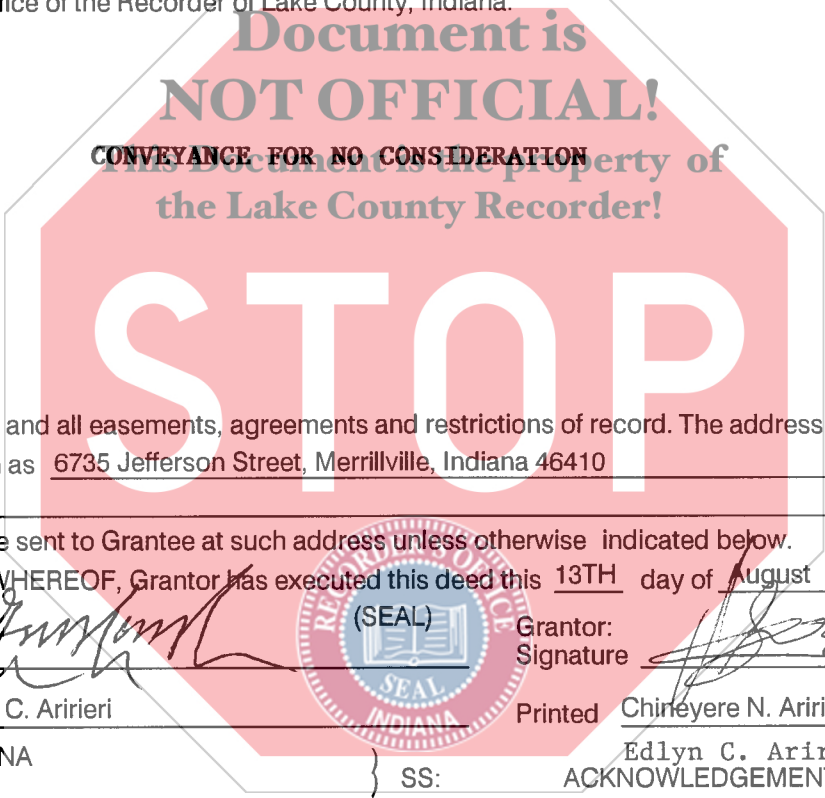 fice of the Recorder of Lake County, Indiana.
Document is
NOT OFFICIAL!
CONVEYANCE FOR NO CONSIDERATION
This Document is the property of
the Lake County Recorder!
STOP
and all easements, agreements and restrictions of record. The address
as 6735 Jefferson Street, Merrillville, Indiana 46410
e sent to Grantee at such address unless otherwise indicated below.
WHEREOF, Grantor has executed this deed this 13TH day of August
(SEAL)
Grantor:
Signature
RECORDER'S OFFICE
SEAL
INDIANA
C. Aririeri
Printed Chineyere N. Ariri
NA
SS:
Edlyn C. Arir
ACKNOWLEDGEMENT